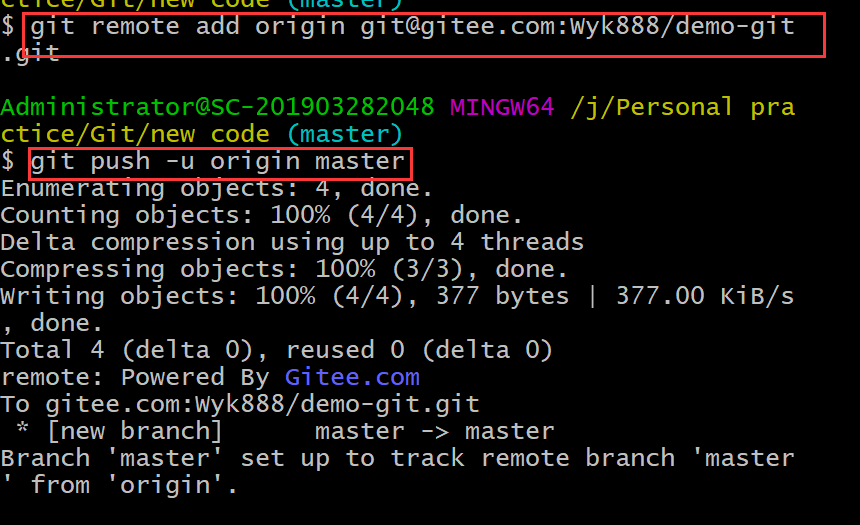 ctice/Git/new code (master)
$ git remote add origin git@gitee.com:Wyk888/demo-git
.git
Administrator@SC-201903282048 MINGW64 /j/Personal pra
ctice/Git/new code (master)
$ git push -u origin master
Enumerating objects: 4, done.
Counting objects: 100% (4/4), done.
Delta compression using up to 4 threads
Compressing objects: 100% (3/3), done.
Writing objects: 100% (4/4), 377 bytes | 377.00 KiB/s
, done.
Total 4 (delta 0), reused 0 (delta 0)
remote: Powered By Gitee.com
To gitee.com:Wyk888/demo-git.git
 * [new branch]      master -> master
Branch 'master' set up to track remote branch 'master
' from 'origin'.